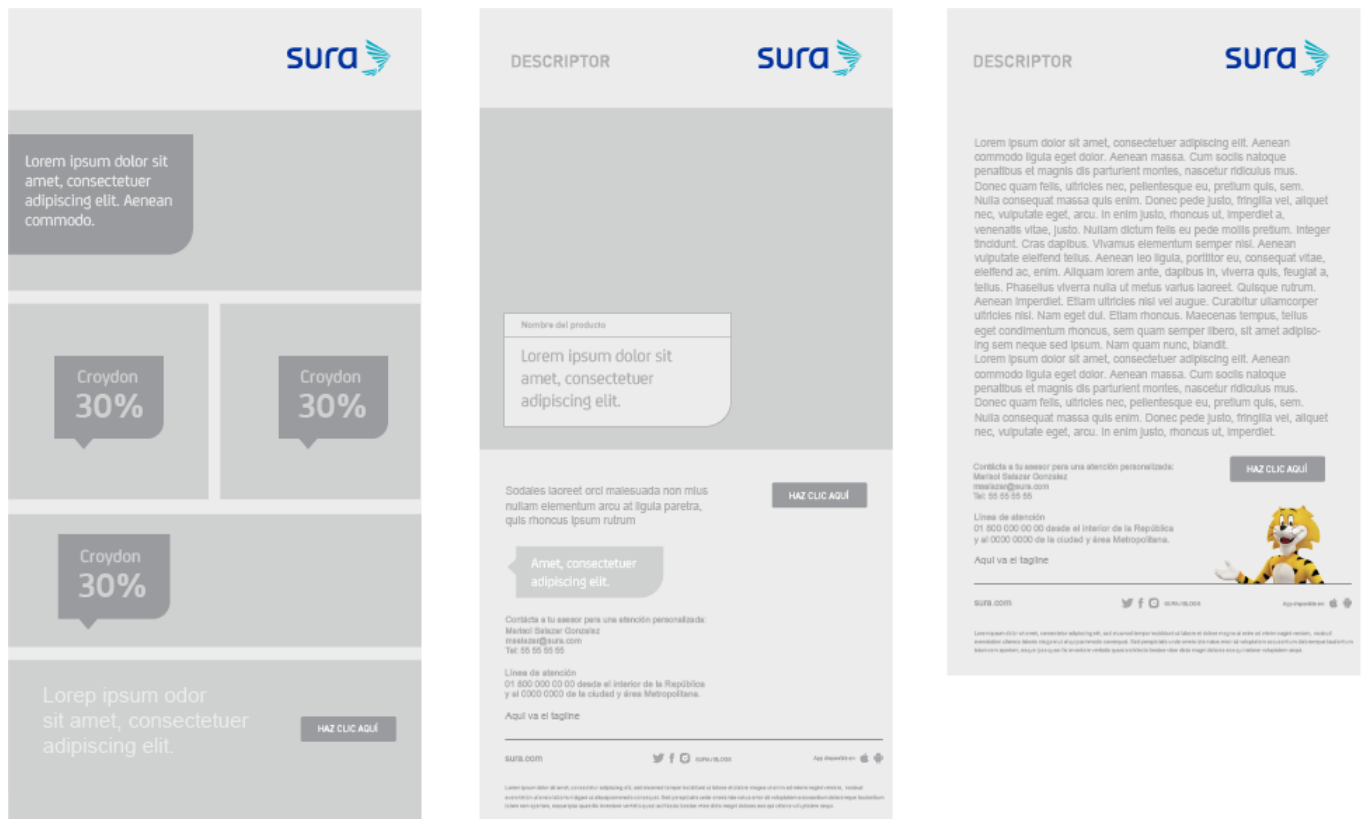 sura
Lorem ipsum dolor sit
amet, consectetuer
adipiscing elit. Aenean
commodo.
Croydon
30%
Croydon
30%
Croydon
30%
Lorep ipsum odor
sit amet, consectetuer
adipiscing elit.
HAZ CLIC AQUÍ
DESCRIPTOR
sura
Nombre del producto
Lorem ipsum dolor sit
amet, consectetuer
adipiscing elit.
Sodales laoreet orci malesuada non mius
nullam elementum arcu at ligula paretra,
quis rhoncus ipsum rutrum
HAZ CLIC AQUÍ
Amet, consectetuer
adipiscing elit.
Contácta a tu asesor para una atención personalizada:
Marisol Salazar Gonzalez
msalazar@sura.com
Tel: 55 55 55 55
Línea de atención
01 800 000 00 00 desde el interior de la República
y al 0000 0000 de la ciudad y área Metropolitana.
Aquí va el tagline
sura.com
SURA/BLOGS
App disponible en:
DESCRIPTOR
sura
Lorem ipsum dolor sit amet, consectetuer adipiscing elit. Aenean
commodo ligula eget dolor. Aenean massa. Cum sociis natoque
penatibus et magnis dis parturient montes, nascetur ridiculus mus.
Donec quam felis, ultricies nec, pellentesque eu, pretium quis, sem.
Nulla consequat massa quis enim. Donec pede justo, fringilla vel, aliquet
nec, vulputate eget, arcu. In enim justo, rhoncus ut, imperdiet a,
venenatis vitae, justo. Nullam dictum felis eu pede mollis pretium. Integer
tincidunt. Cras dapibus. Vivamus elementum semper nisi. Aenean
vulputate eleifend tellus. Aenean leo ligula, porttitor eu, consequat vitae,
eleifend ac, enim. Aliquam lorem ante, dapibus in, viverra quis, feugiat a,
tellus. Phasellus viverra nulla ut metus varius laoreet. Quisque rutrum.
Aenean imperdiet. Etiam ultricies nisi vel augue. Curabitur ullamcorper
ultricies nisi. Nam eget dui. Etiam rhoncus. Maecenas tempus, tellus
eget condimentum rhoncus, sem quam semper libero, sit amet adipisc-
ing sem neque sed ipsum. Nam quam nunc, blandit.
Lorem ipsum dolor sit amet, consectetuer adipiscing elit. Aenean
commodo ligula eget dolor. Aenean massa. Cum sociis natoque
penatibus et magnis dis parturient montes, nascetur ridiculus mus.
Donec quam felis, ultricies nec, pellentesque eu, pretium quis, sem.
Nulla consequat massa quis enim. Donec pede justo, fringilla vel, aliquet
nec, vulputate eget, arcu. In enim justo, rhoncus ut, imperdiet.
Contácta a tu asesor para una atención personalizada:
Marisol Salazar Gonzalez
msalazar@sura.com
Tel: 55 55 55 55
HAZ CLIC AQUÍ
Línea de atención
01 800 000 00 00 desde el interior de la República
y al 0000 0000 de la ciudad y área Metropolitana.
Aquí va el tagline
sura.com
SURA/BLOGS
App disponible en: